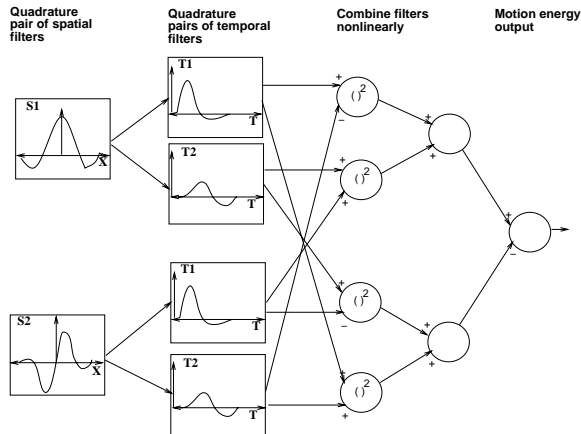 Quadrature
pair of spatial
filters
Quadrature
pairs of temporal
filters
Combine filters
nonlinearly
Motion energy
output
S1
X
T1
T
T2
T
S2
X
T1
T
T2
T
+
( )2
−
( )2
+
+
+
( )2
−
+
( )2
+
+
+
+
+
+
−